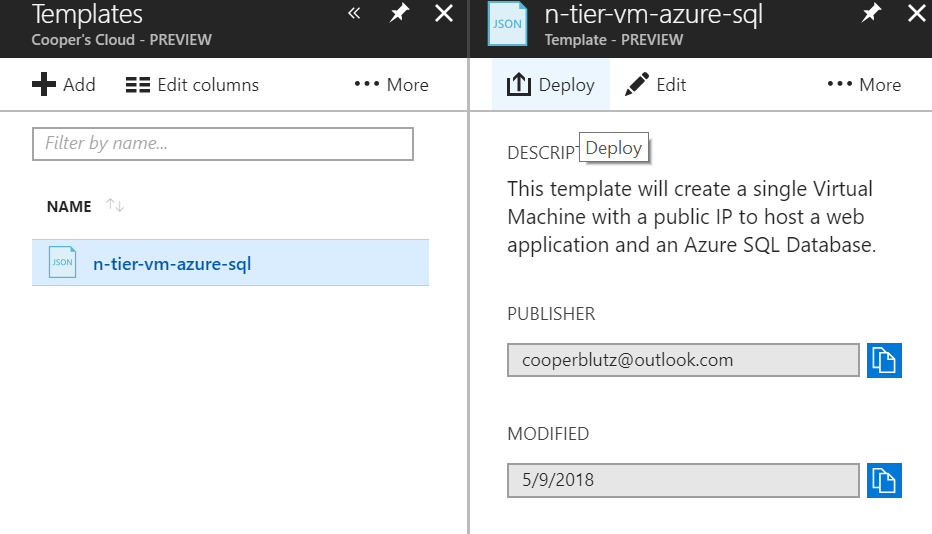 Templates
Cooper's Cloud - PREVIEW
Add
Edit columns
More
Filter by name...
NAME
JSON
n-tier-vm-azure-sql
JSON
n-tier-vm-azure-sql
Template - PREVIEW
Deploy
Edit
More
DESCRIPT
Deploy
This template will create a single Virtual
Machine with a public IP to host a web
application and an Azure SQL Database.
PUBLISHER
cooperblutz@outlook.com
MODIFIED
5/9/2018